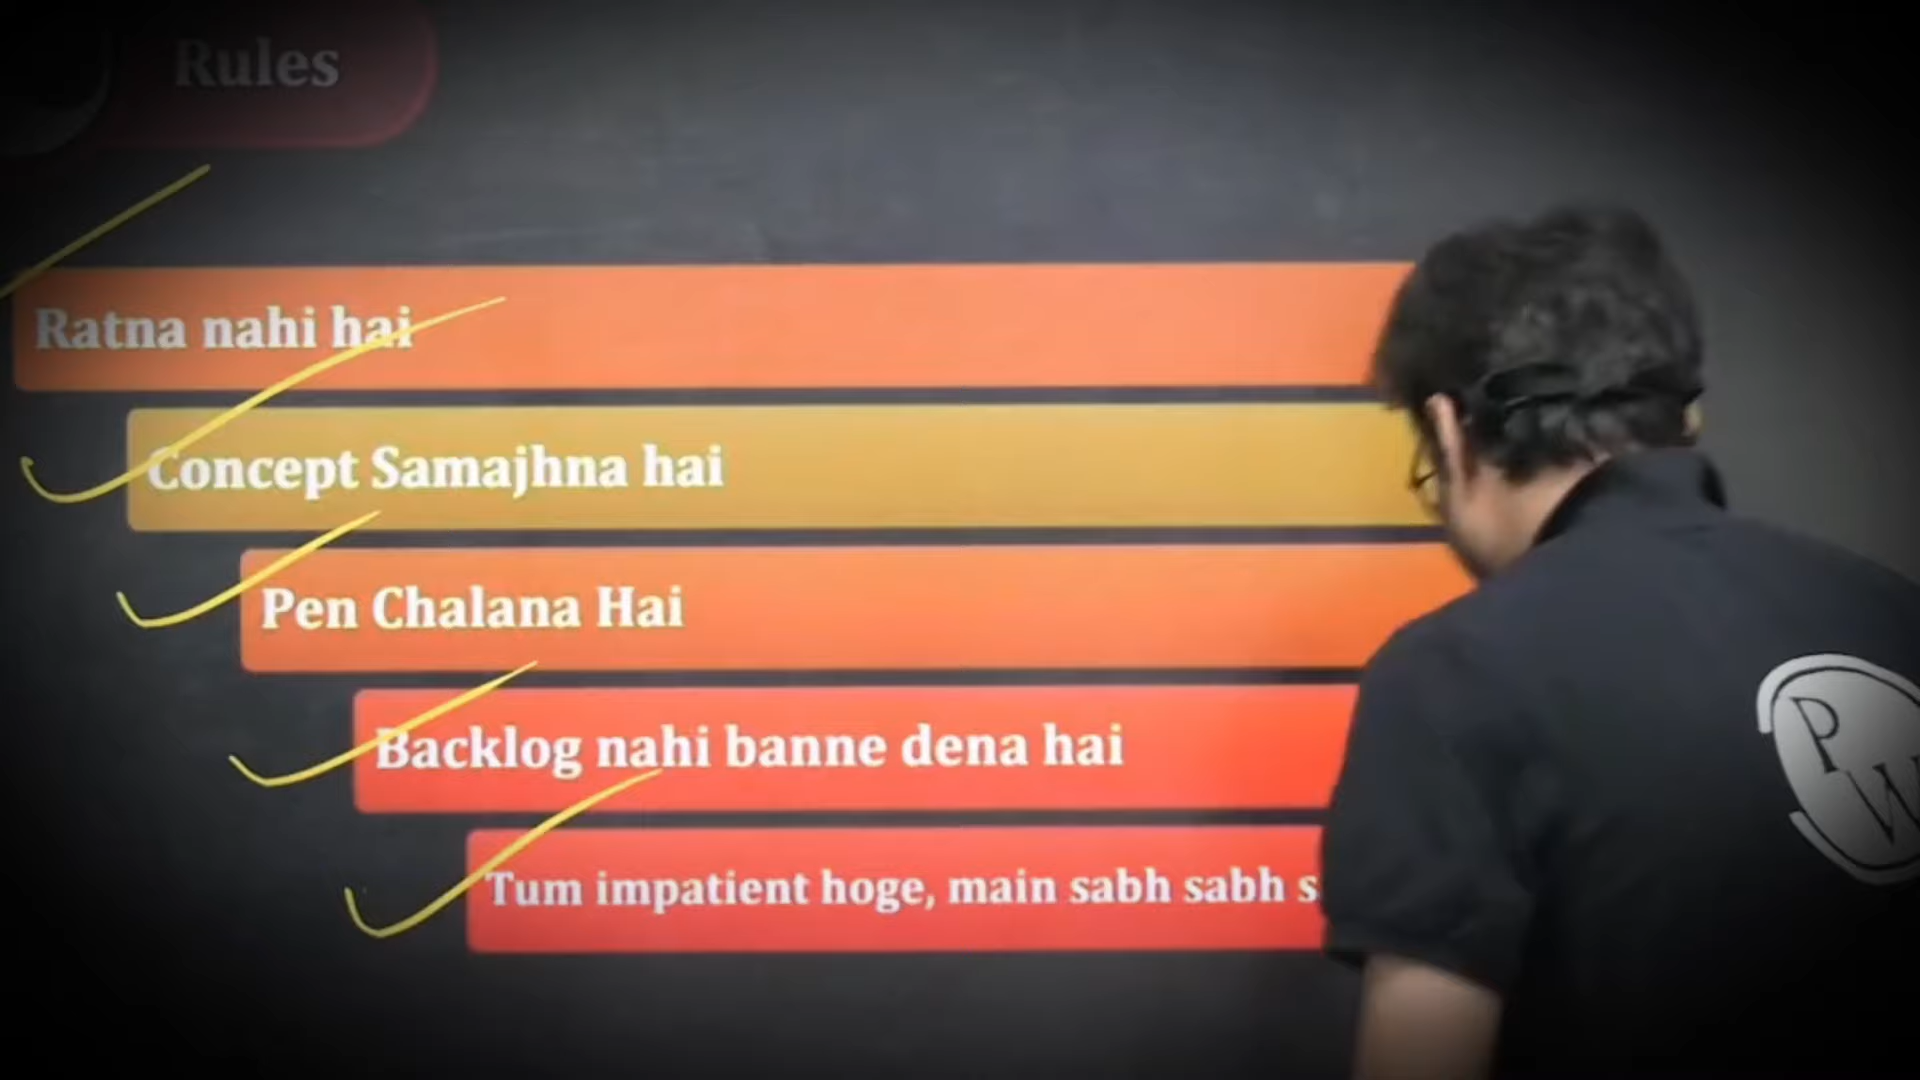 Rules
Ratna nahi hai
Concept Samajhna hai
Pen Chalana Hai
Backlog nahi banne dena hai
Tum impatient hoge, main sabh sabh
PW